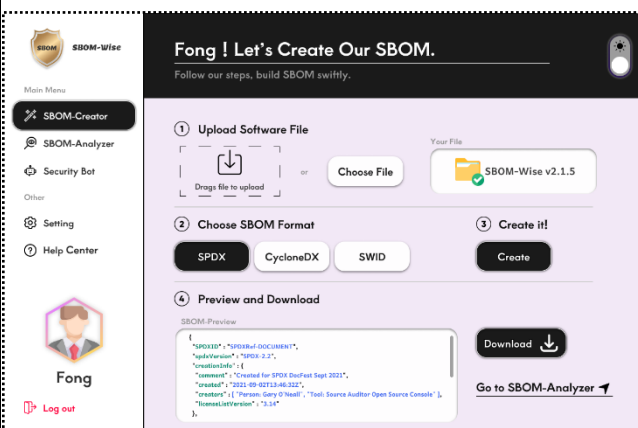 SBOM
SBOM-Wise
Main Menu
SBOM-Creator
SBOM-Analyzer
Security Bot
Other
Setting
Help Center
Fong
Log out
Fong ! Let's Create Our SBOM.
Follow our steps, build SBOM swiftly.
1 Upload Software File
Drags file to upload
or
Choose File
Your File
SBOM-Wise v2.1.5
2 Choose SBOM Format
SPDX
CycloneDX
SWID
3 Create it!
Create
4 Preview and Download
SBOM-Preview
{
"SPDXID" : "SPDXRef-DOCUMENT",
"spdxVersion" : "SPDX-2.2",
"creationInfo" : {
"comment" : "Created for SPDX DocFest Sept 2021",
"created" : "2021-09-02T13:46:32Z",
"creators" : [ "Person: Gary O'Neall", "Tool: Source Auditor Open Source Console" ],
"licenseListVersion" : "3.14"
},
Download
Go to SBOM-Analyzer